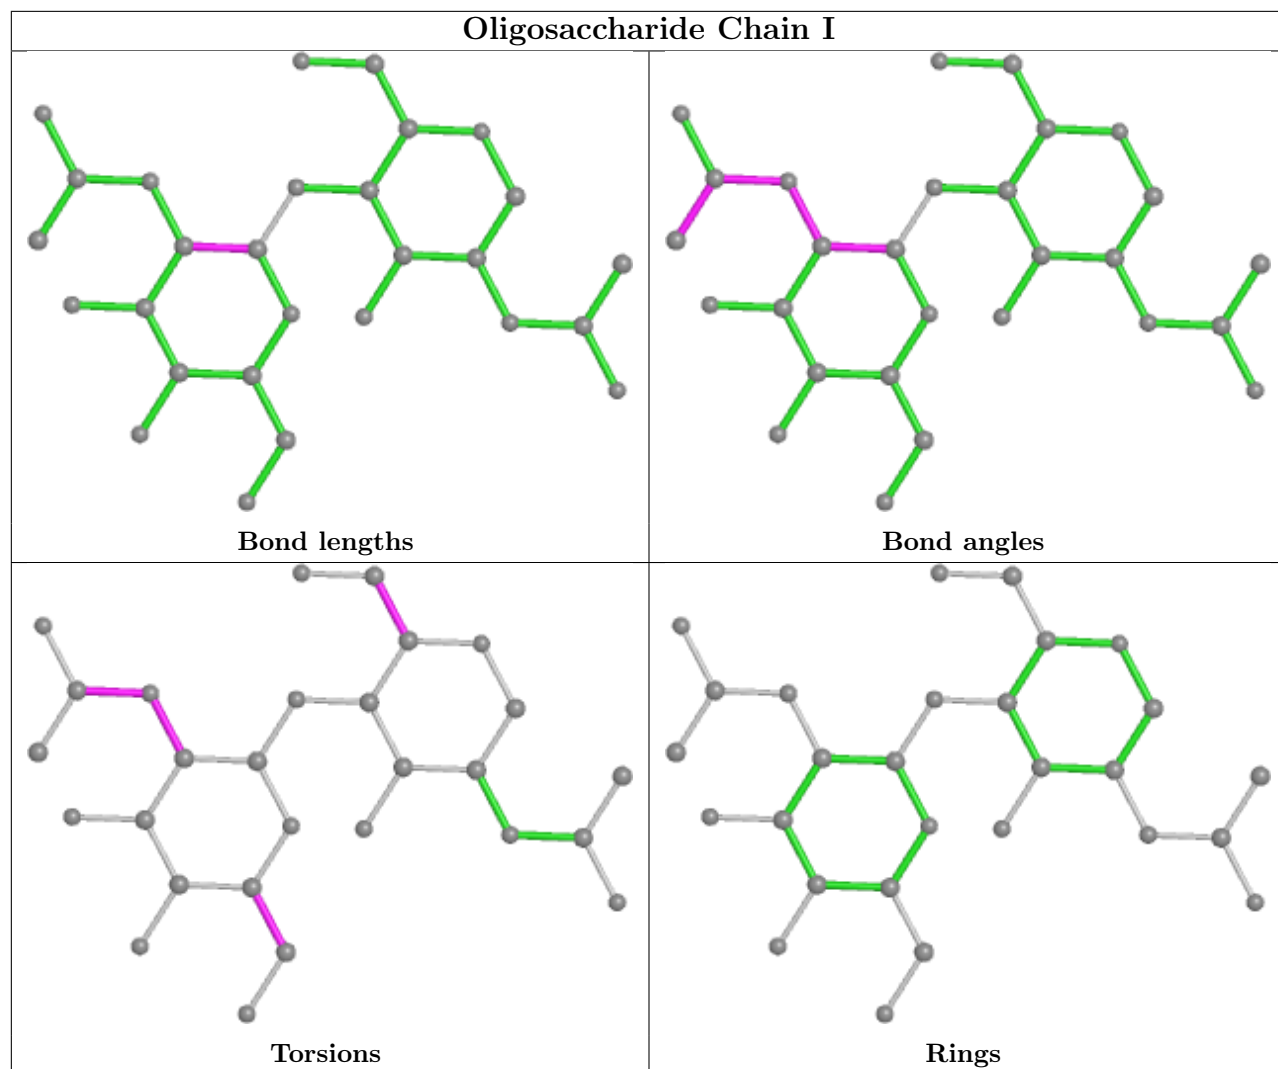 Oligosaccharide Chain I
Bond lengths
Bond angles
Torsions
Rings